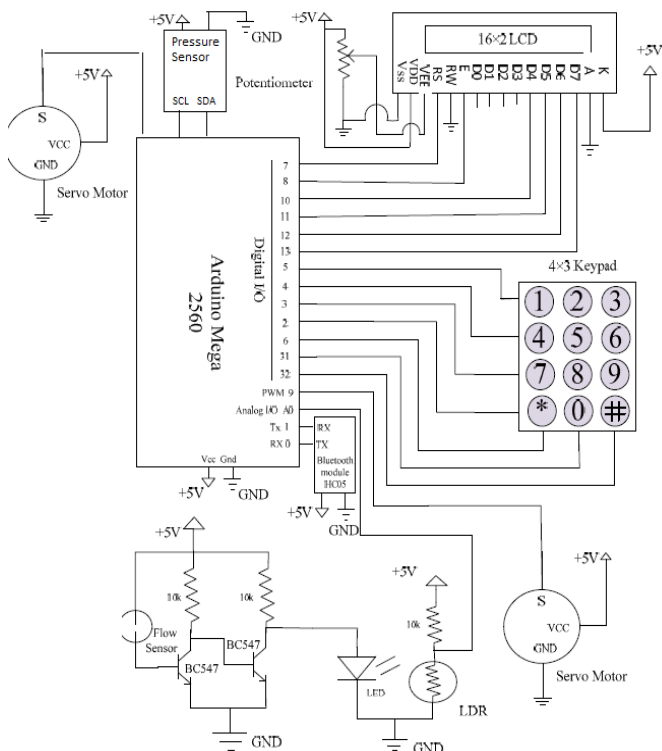 +5V
GND
Pressure
Sensor
SCL SDA
Potentiometer
16×2 LCD
VSS
VDD
VEE
RS
RW
E
D0
D1
D2
D3
D4
D5
D6
D7
A
K
+5V
+5V
+5V
S
VCC
GND
Servo Motor
Arduino Mega
2560
Digital I/O
7
8
10
11
12
13
5
4
3
2
6
31
32
PWM 9
Analog I/O A0
Tx 1
RX 0
Vcc Gnd
+5V
GND
RX
TX
Bluetooth
module
HC05
+5V
GND
4×3 Keypad
1 2 3
4 5 6
7 8 9
* 0 #
+5V
10k
10k
Flow
Sensor
BC547
BC547
LED
GND
+5V
10k
LDR
GND
+5V
S
VCC
GND
Servo Motor